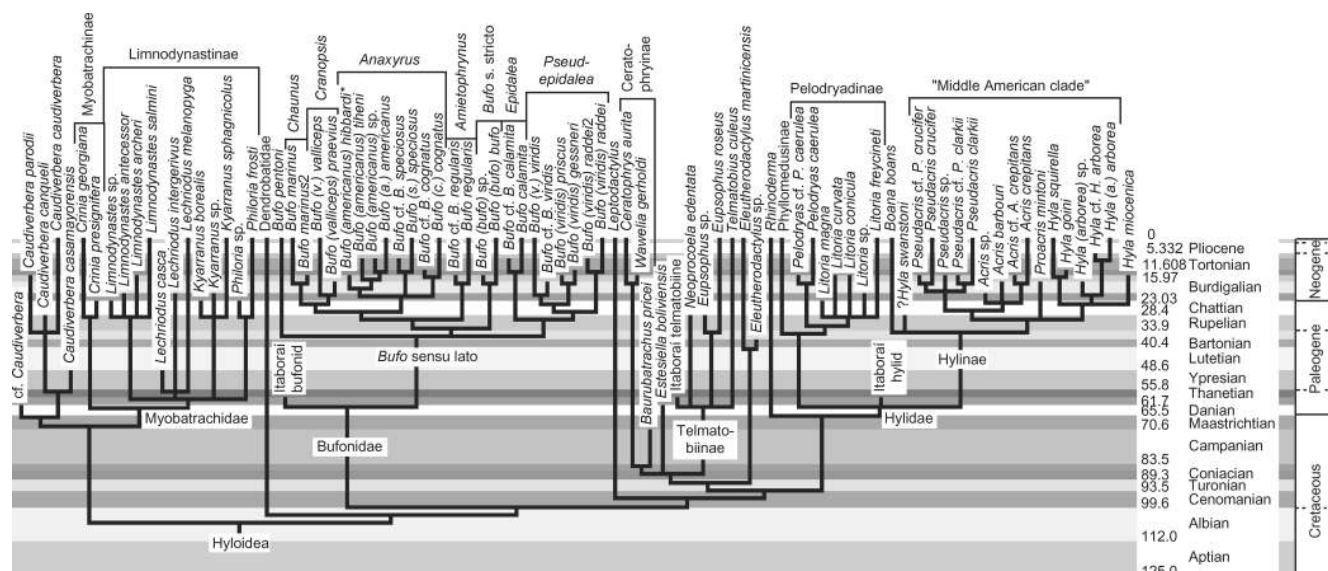 Myobatrachinae
Limnodynastinae
Chaunus
Cranopsis
Anaxyrus
Amietophrynus
Bufo s. stricto
Epidalea
Pseud-
epidalea
Cerato-
phryinae
Pelodryadinae
"Middle American clade"
cf. Caudiverbera
Caudiverbera parodii
Caudiverbera canqueli
Caudiverbera caudiverbera
Caudiverbera casamayorensis
Crinia georgiana
Crinia presignifera
Limnodynastes sp.
Limnodynastes antecessor
Limnodynastes archeri
Limnodynastes salmini
Lechriodus casca
Lechriodus intergerivus
Lechriodus melanopyga
Kyarranus borealis
Kyarranus sp.
Kyarranus sphagnicolus
Philoria sp.
Philoria frosti
Dendrobatidae
Bufo pentoni
Bufo marinus
Bufo marinus2
Bufo (v.) valliceps
Bufo (valliceps) praevius
Bufo (americanus) hibbardi*
Bufo (americanus) tiheni
Bufo (americanus) sp.
Bufo (a.) americanus
Bufo cf. B. speciosus
Bufo (s.) speciosus
Bufo cf. B. cognatus
Bufo (c.) cognatus
Bufo cf. B. regularis
Bufo regularis
Bufo (bufo) sp.
Bufo (bufo) bufo
Bufo cf. B. calamita
Bufo calamita
Bufo (v.) viridis
Bufo cf. B. viridis
Bufo (viridis) priscus
Bufo (viridis) gessneri
Bufo (viridis) raddei2
Bufo (viridis) raddei
Leptodactylus
Ceratophrys aurita
Wawelia gerholdi
Baurubatrachus pricei
Estesiella bolivensis
Itaborai telmatobiine
Neoprocoela edentata
Eupsophus sp.
Eupsophus roseus
Telmatobius culeus
Eleutherodactylus martinicensis
Eleutherodactylus sp.
Rhinoderma
Phyllomedusinae
Pelodryas cf. P. caerulea
Pelodryas caerulea
Litoria magna
Litoria curvata
Litoria conicula
Litoria sp.
Litoria freycineti
Itaborai
hylid
Boana boans
?Hyla swanstoni
Pseudacris cf. P. crucifer
Pseudacris crucifer
Pseudacris sp.
Pseudacris cf. P. clarkii
Pseudacris clarkii
Acris sp.
Acris barbouri
Acris cf. A. crepitans
Acris crepitans
Proacris mintoni
Hyla squirella
Hyla goini
Hyla (arborea) sp.
Hyla cf. H. arborea
Hyla (a.) arborea
Hyla miocenica
Itaborai
bufonid
Bufo sensu lato
Hylinae
Myobatrachidae
Bufonidae
Telmato-
biinae
Hylidae
Hyloidea
0
5.332 Pliocene
11.608 Tortonian
15.97
Burdigalian
23.03
Chattian
28.4
Rupelian
33.9
Bartonian
40.4
Lutetian
48.6
Ypresian
55.8
Thanetian
61.7
Danian
65.5
Maastrichtian
70.6
Campanian
83.5
Coniacian
89.3
Turonian
93.5
Cenomanian
99.6
Albian
112.0
Aptian
125.0
Neogene
Paleogene
Cretaceous